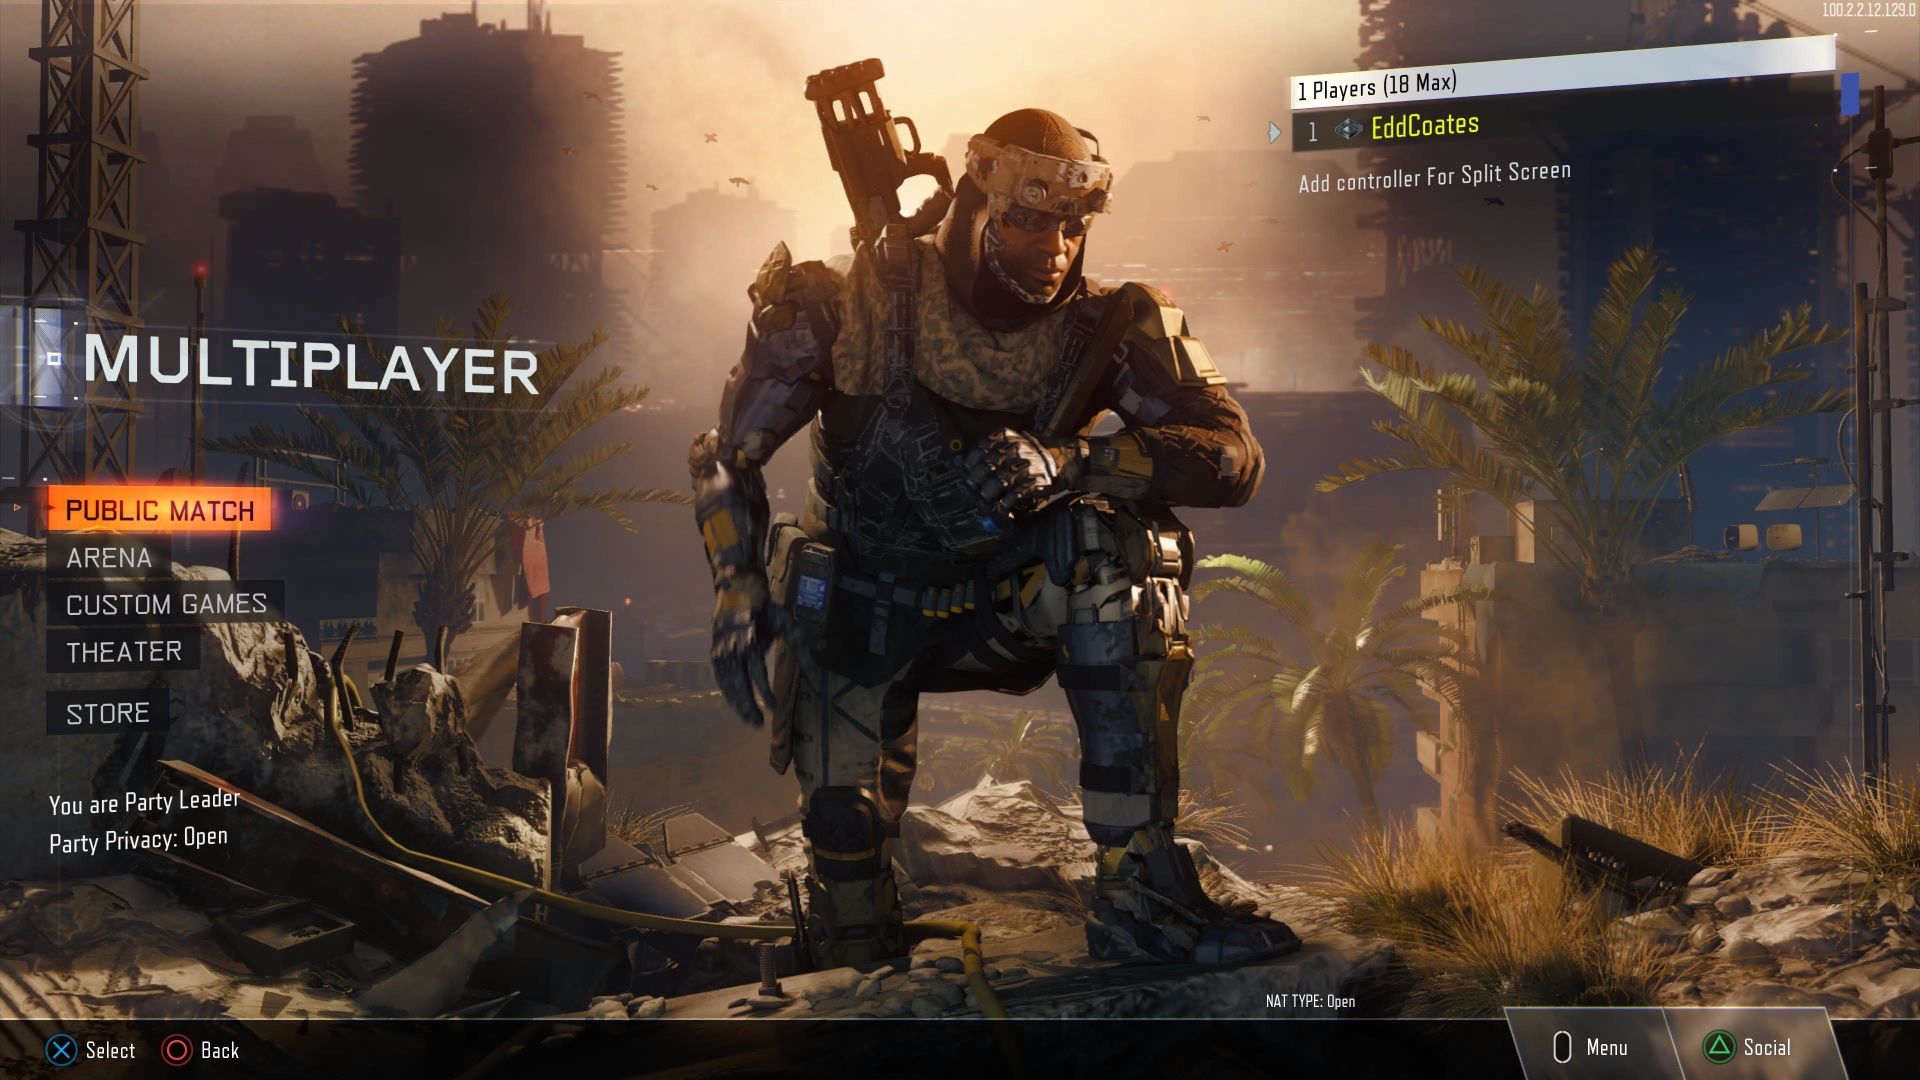 100.2.2.12.129.0
1 Players (18 Max)
1 EddCoates
Add controller For Split Screen
MULTIPLAYER
PUBLIC MATCH
ARENA
CUSTOM GAMES
THEATER
STORE
You are Party Leader
Party Privacy: Open
NAT TYPE: Open
Select Back Menu Social